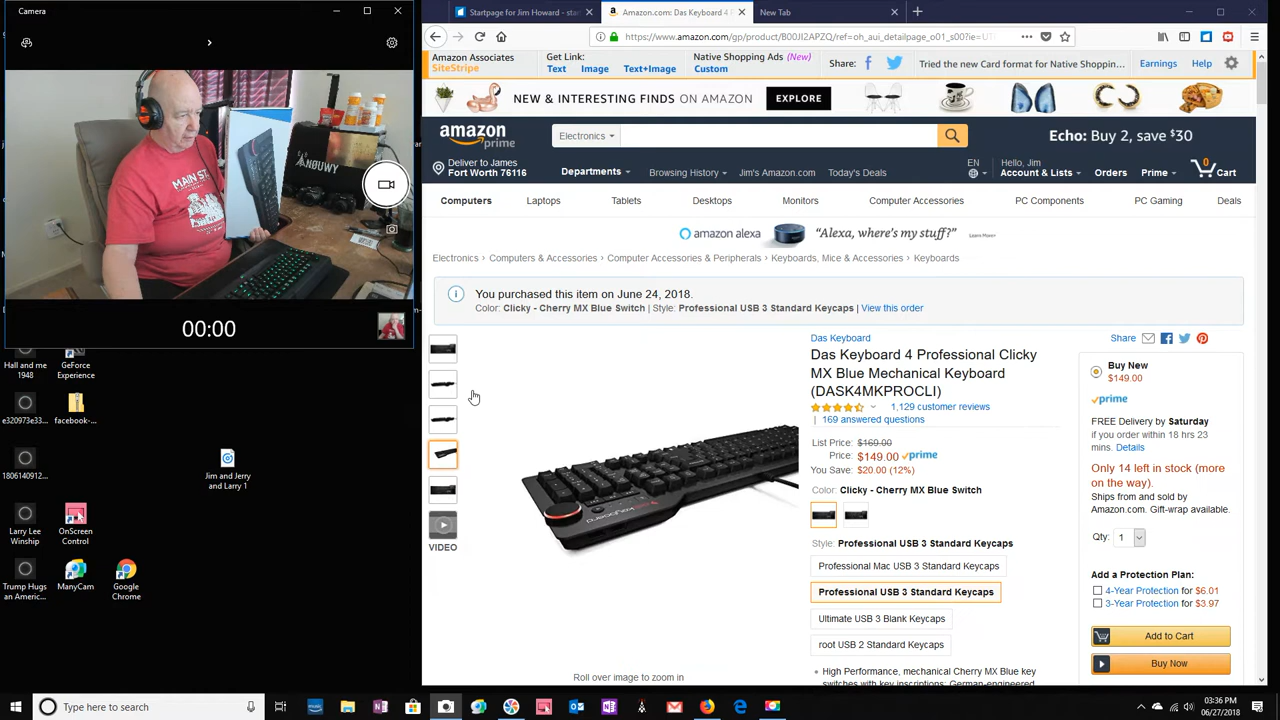 Camera
00:00
MAIN ST
ANOUWY
Hall and me
1948
GeForce
Experience
e320973e33...
facebook-...
1806140912...
Jim and Jerry
and Larry 1
Larry Lee
Winship
OnScreen
Control
Trump Hugs
an Americ...
ManyCam
Google
Chrome
Startpage for Jim Howard - star
Amazon.com: Das Keyboard 4 P
New Tab
https://www.amazon.com/gp/product/B00JI2APZQ/ref=oh_aui_detailpage_o01_s00?ie=UT
Amazon Associates
SiteStripe
Get Link:
Text Image Text+Image
Native Shopping Ads (New)
Custom
Share:
Tried the new Card format for Native Shoppin...
Earnings
Help
NEW & INTERESTING FINDS ON AMAZON
EXPLORE
amazon
prime
Electronics
Echo: Buy 2, save $30
Deliver to James
Fort Worth 76116
Departments
Browsing History
Jim's Amazon.com
Today's Deals
EN
Hello, Jim
Account & Lists
Orders
Prime
0
Cart
Computers
Laptops
Tablets
Desktops
Monitors
Computer Accessories
PC Components
PC Gaming
Deals
amazon alexa
“Alexa, where's my stuff?”
Learn More›
Electronics › Computers & Accessories › Computer Accessories & Peripherals › Keyboards, Mice & Accessories › Keyboards
You purchased this item on June 24, 2018.
Color: Clicky - Cherry MX Blue Switch | Style: Professional USB 3 Standard Keycaps | View this order
VIDEO
Roll over image to zoom in
Das Keyboard
Das Keyboard 4 Professional Clicky
MX Blue Mechanical Keyboard
(DASK4MKPROCLI)
1,129 customer reviews
| 169 answered questions
List Price: $169.00
Price: $149.00 prime
You Save: $20.00 (12%)
Color: Clicky - Cherry MX Blue Switch
Style: Professional USB 3 Standard Keycaps
Professional Mac USB 3 Standard Keycaps
Professional USB 3 Standard Keycaps
Ultimate USB 3 Blank Keycaps
root USB 2 Standard Keycaps
• High Performance, mechanical Cherry MX Blue key
switches with key inscriptions; German-engineered
Share
Buy New
$149.00
prime
FREE Delivery by Saturday
if you order within 18 hrs 23
mins. Details
Only 14 left in stock (more
on the way).
Ships from and sold by
Amazon.com. Gift-wrap available.
Qty: 1
Add a Protection Plan:
4-Year Protection for $6.01
3-Year Protection for $3.97
Add to Cart
Buy Now
Type here to search
03:36 PM
06/27/2018